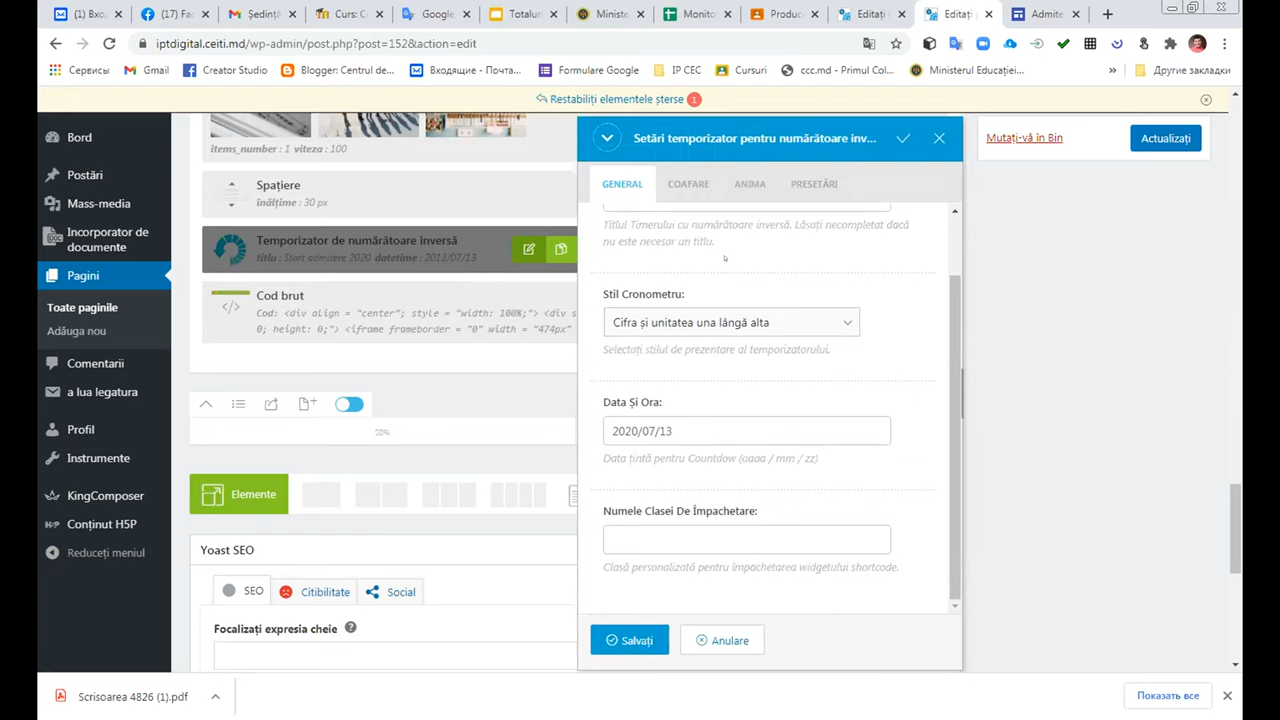 (1) Вхо
(17) Fa
Ședinț
Curs: C
Google
Totalur
Ministe
Monito
Produc
Editați A
Editați p
Admite
iptdigital.ceiti.md/wp-admin/post.php?post=152&action=edit
Сервисы
Gmail
Creator Studio
Blogger: Centrul de...
Входящие - Почта...
Formulare Google
IP CEC
Cursuri
ccc.md - Primul Col...
Ministerul Educației...
»
Другие закладки
Restabiliți elementele șterse 1
Bord
Postări
Mass-media
Incorporator de
documente
Pagini
Toate paginile
Adăuga nou
Comentarii
a lua legatura
Profil
Instrumente
KingComposer
Conținut H5P
Reduceți meniul
items_number : 1 viteza : 100
Spațiere
înălțime : 30 px
Temporizator de numărătoare inversă
titlu : Start admizere 2020 datetime : 2013/07/13
Cod brut
Cod: <div align = "center"; style = "width: 100%;"> <div s
0; height: 0;"> <iframe frameborder = "0" width = "474px"
50%
Elemente
Yoast SEO
SEO
Citibilitate
Social
Focalizați expresia cheie
Setări temporizator pentru numărătoare inver...
GENERAL
COAFARE
ANIMA
PRESETĂRI
Titlul Timerului cu numărătoare inversă. Lăsați necompletat dacă
nu este necesar un titlu.
Stil Cronometru:
Cifra și unitatea una lângă alta
Selectați stilul de prezentare al temporizatorului.
Data Și Ora:
2020/07/13
Data țintă pentru Countdow (aaaa / mm / zz)
Numele Clasei De Împachetare:
Clasă personalizată pentru împachetarea widgetului shortcode.
Salvați
Anulare
Mutați-vă în Bin
Actualizați
Scrisoarea 4826 (1).pdf
Показать все